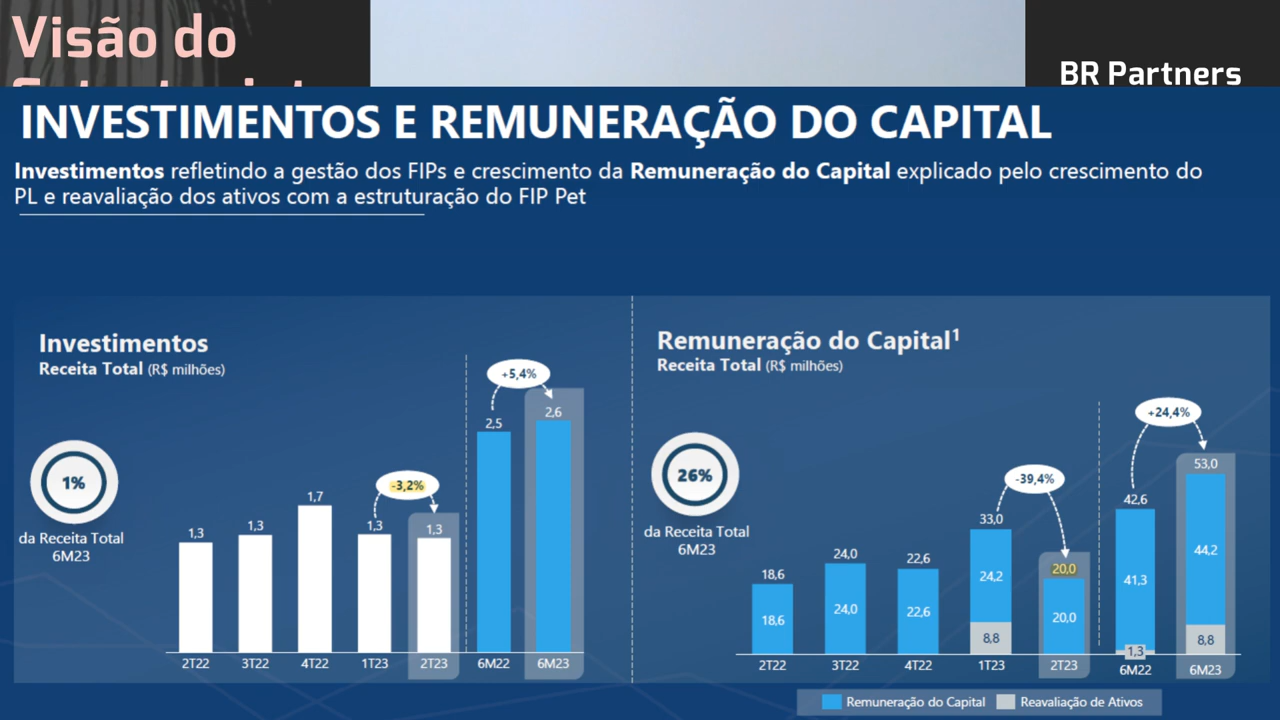 Visão do
BR Partners
INVESTIMENTOS E REMUNERAÇÃO DO CAPITAL
Investimentos refletindo a gestão dos FIPs e crescimento da Remuneração do Capital explicado pelo crescimento do
PL e reavaliação dos ativos com a estruturação do FIP Pet
Investimentos
Receita Total (R$ milhões)
1%
da Receita Total
6M23
+5,4%
-3,2%
1,3
1,3
1,7
1,3
1,3
2,5
2,6
2T22
3T22
4T22
1T23
2T23
6M22
6M23
Remuneração do Capital¹
Receita Total (R$ milhões)
26%
da Receita Total
6M23
-39,4%
+24,4%
18,6
24,0
22,6
33,0
20,0
42,6
53,0
18,6
24,0
22,6
24,2
20,0
41,3
44,2
8,8
1,3
8,8
2T22
3T22
4T22
1T23
2T23
6M22
6M23
Remuneração do Capital
Reavaliação de Ativos